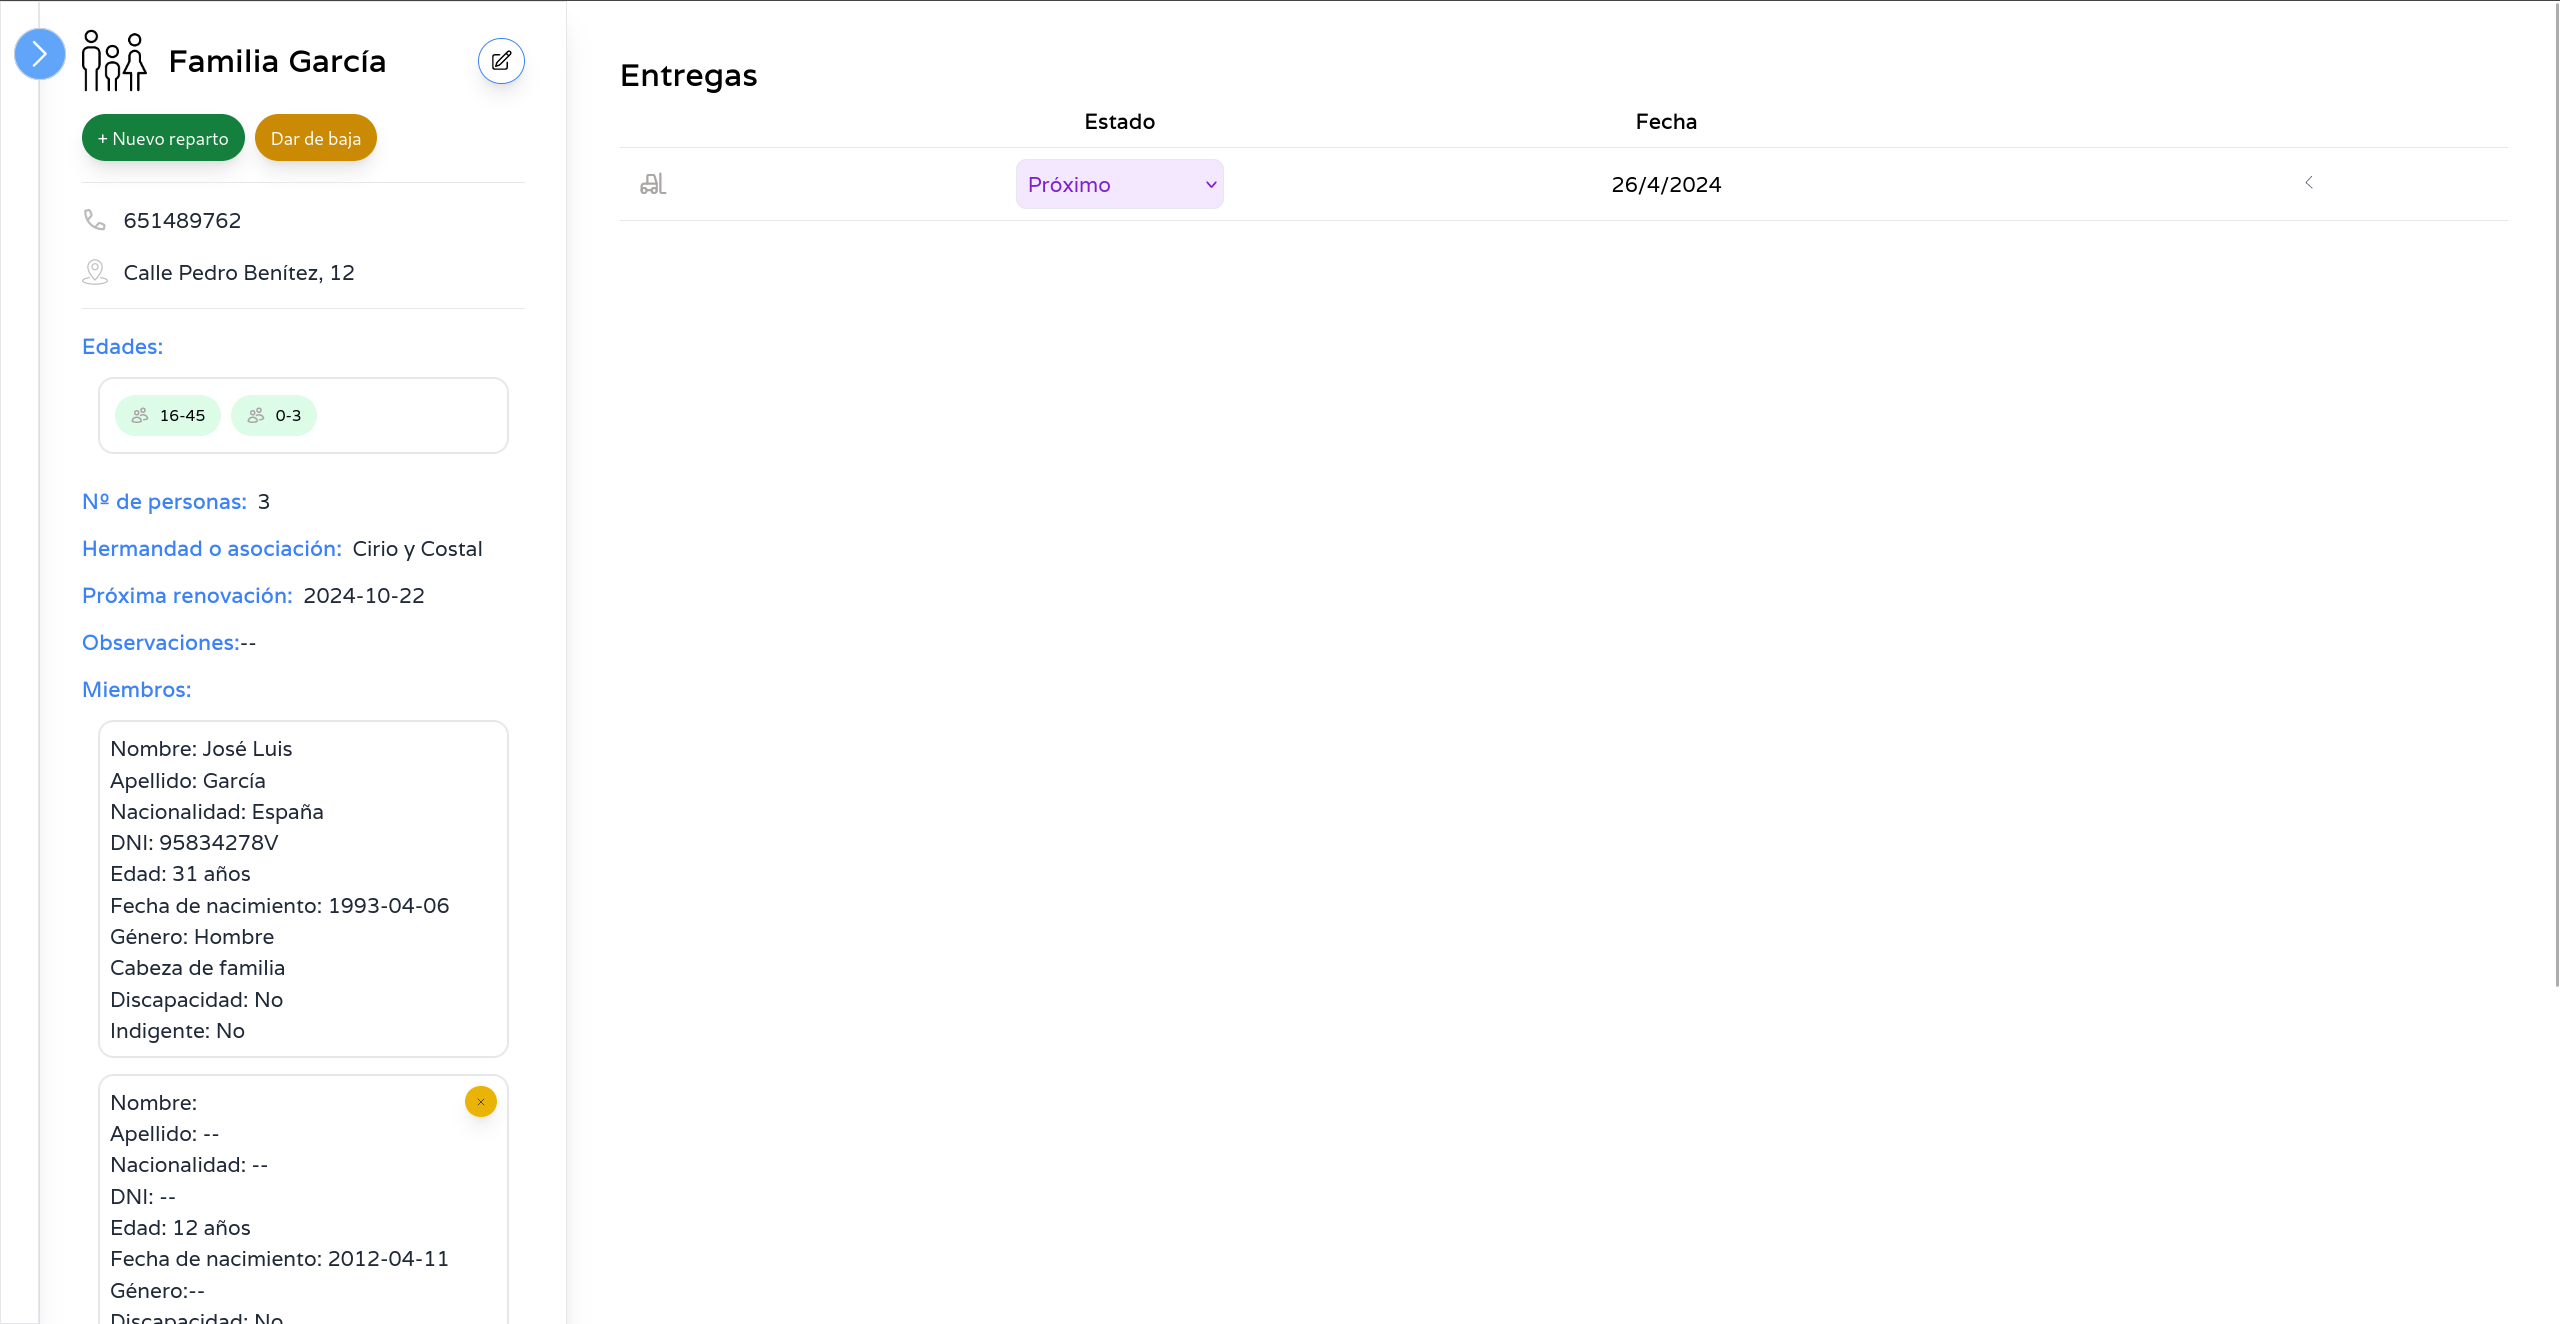 Familia García
+ Nuevo reparto
Dar de baja
651489762
Calle Pedro Benítez, 12
Edades:
16-45
0-3
Nº de personas: 3
Hermandad o asociación: Cirio y Costal
Próxima renovación: 2024-10-22
Observaciones:--
Miembros:
Nombre: José Luis
Apellido: García
Nacionalidad: España
DNI: 95834278V
Edad: 31 años
Fecha de nacimiento: 1993-04-06
Género: Hombre
Cabeza de familia
Discapacidad: No
Indigente: No
Nombre:
Apellido: --
Nacionalidad: --
DNI: --
Edad: 12 años
Fecha de nacimiento: 2012-04-11
Género:--
Discapacidad: No
Entregas
Estado
Fecha
Próximo
26/4/2024